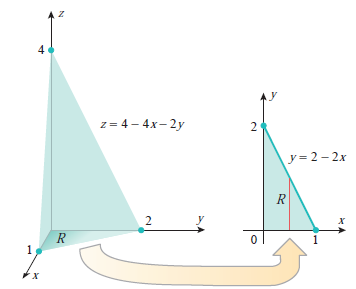 z
4
z = 4 – 4x – 2y
2
y
R
1
x
y
2
y = 2 – 2x
R
x
0
1